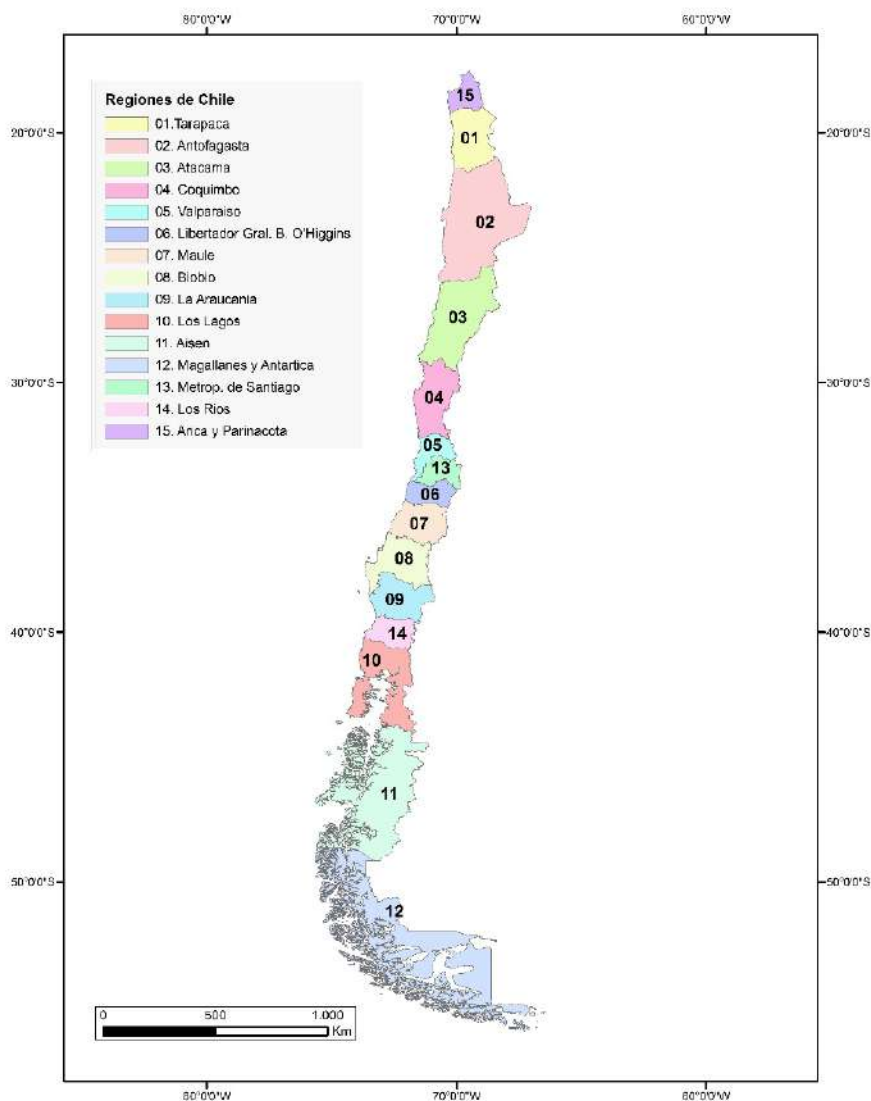 80°0'0"W 70°0'0"W 60°0'0"W
Regiones de Chile
01.Tarapaca
02. Antofagasta
03. Atacama
04. Coquimbo
05. Valparaiso
06. Libertador Gral. B. O'Higgins
07. Maule
08. Biobio
09. La Araucania
10. Los Lagos
11. Aisen
12. Magallanes y Antartica
13. Metrop. de Santiago
14. Los Rios
15. Arica y Parinacota
15
20°0'0"S 01 20°0'0"S
02
03
30°0'0"S 30°0'0"S
04
05
13
06
07
08
09
40°0'0"S 14 40°0'0"S
10
11
50°0'0"S 50°0'0"S
12
0 500 1.000
Km
80°0'0"W 70°0'0"W 60°0'0"W